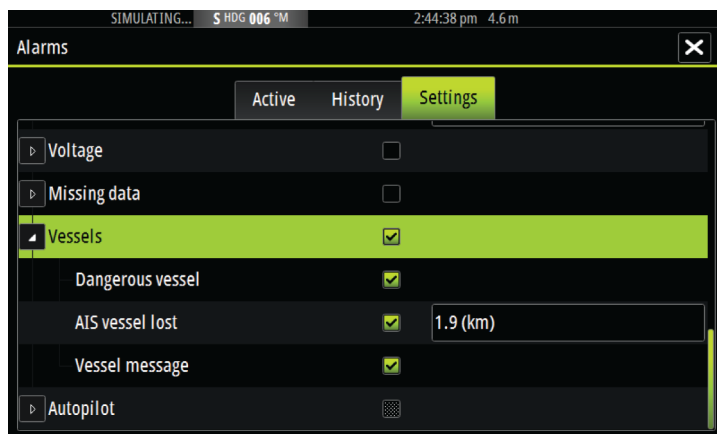 SIMULATING... S HDG 006 °M 2:44:38 pm 4.6 m
Alarms
Active History Settings
Voltage
Missing data
Vessels
Dangerous vessel
AIS vessel lost 1.9 (km)
Vessel message
Autopilot